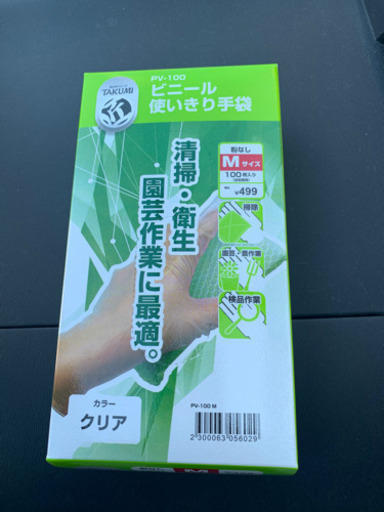 TAKUMI
匠
PV-100
ビニール
使いきり手袋
粉なし
Mサイズ
100枚入り
¥499
清掃・衛生
園芸作業に最適。
掃除
園芸・農作業
検品作業
カラー
クリア
PV-100 M
2300063056029
M